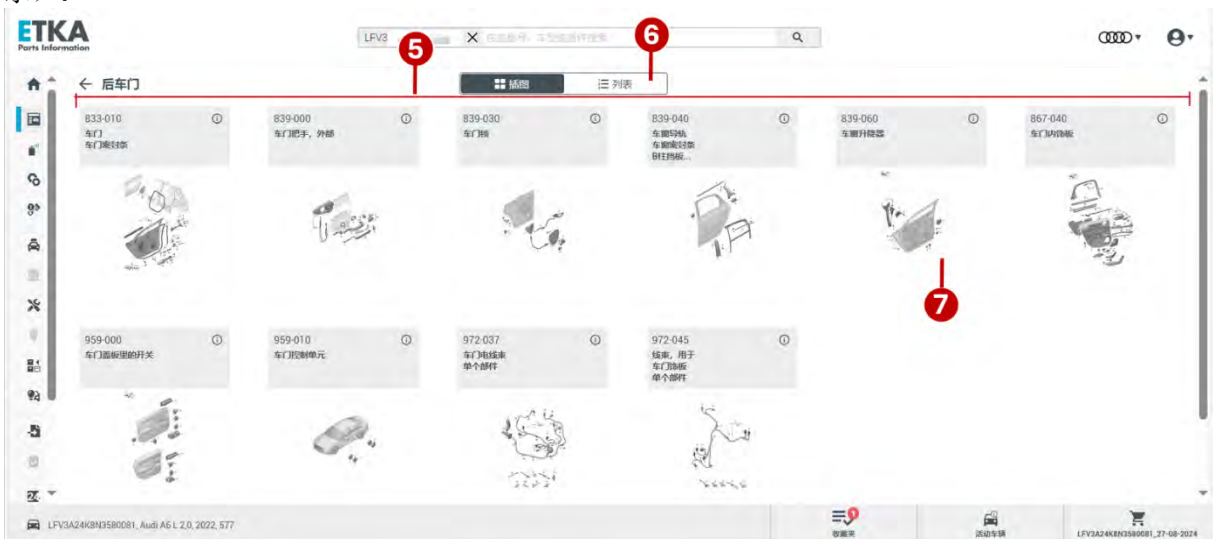 ETKA
Parts Information
LFV3
5
6
7
后车门
插图
列表
833-010
车门
车门密封条
839-000
车门把手，外部
839-030
车门锁
839-040
车窗导轨
车窗密封条
B柱挡板...
839-060
车窗升降器
867-040
车门内饰板
959-000
车门面板里的开关
959-010
车门控制单元
972-037
车门电线束
单个部件
972-045
线束，用于
车门饰板
单个部件
LFV3A24K8N3580081, Audi A6 L 2,0, 2022, 577
9
收藏夹
活动车辆
LFV3A24K8N3580081_27-08-2024